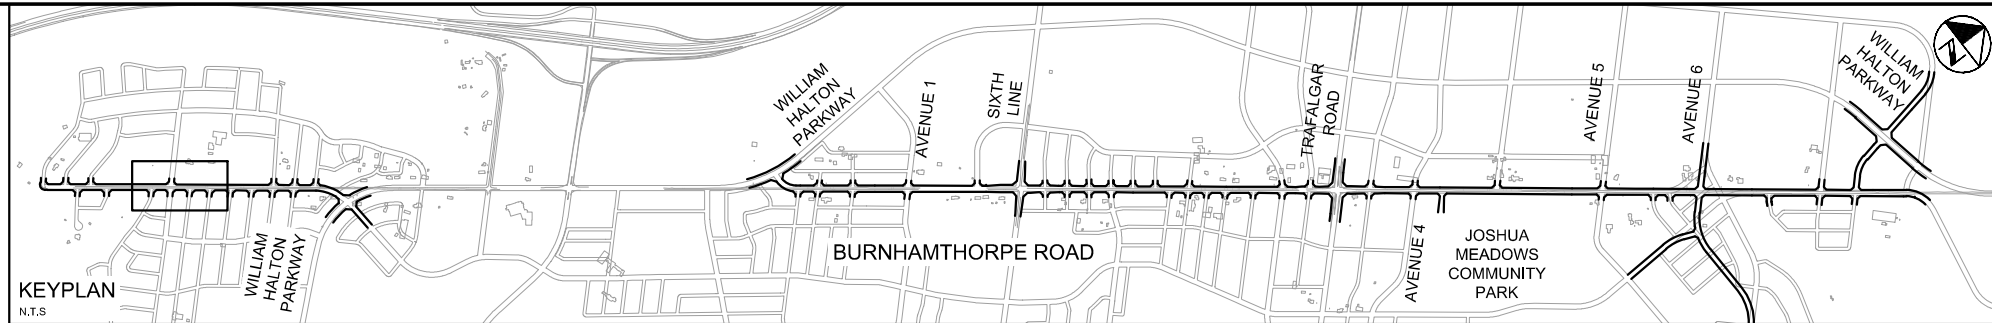 WILLIAM
HALTON
PARKWAY
AVENUE 1
SIXTH
LINE
TRAFALGAR
ROAD
AVENUE 5
AVENUE 6
WILLIAM
HALTON
PARKWAY
N
BURNHAMTHORPE ROAD
AVENUE 4
JOSHUA
MEADOWS
COMMUNITY
PARK
WILLIAM
HALTON
PARKWAY
KEYPLAN
N.T.S